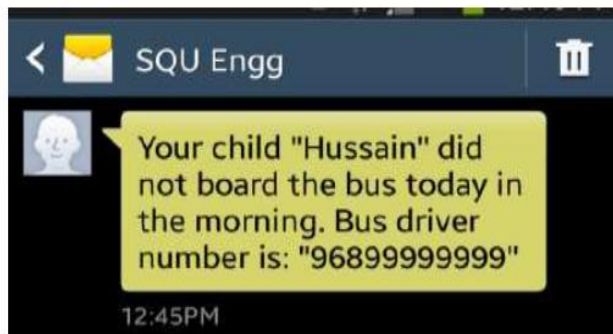 SQU Engg
Your child "Hussain" did
not board the bus today in
the morning. Bus driver
number is: "96899999999"
12:45PM